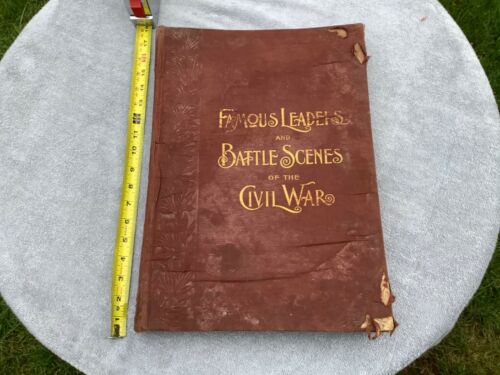 Famous Leaders
and
Battle Scenes
of the
Civil War